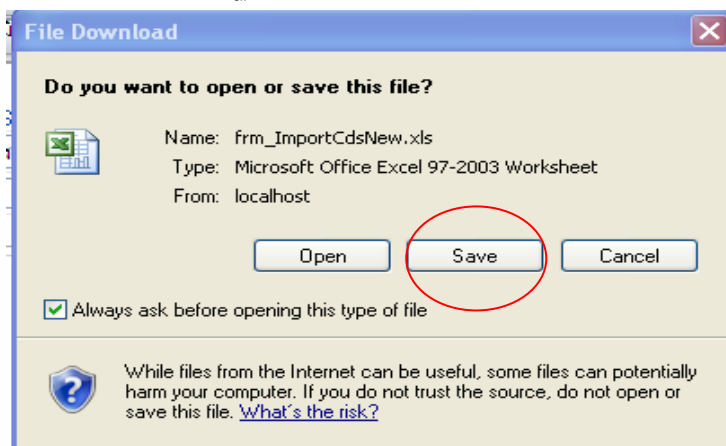 File Download
Do you want to open or save this file?
Name: frm_ImportCdsNew.xls
Type: Microsoft Office Excel 97-2003 Worksheet
From: localhost
Open Save Cancel
Always ask before opening this type of file
While files from the Internet can be useful, some files can potentially
harm your computer. If you do not trust the source, do not open or
save this file. What's the risk?